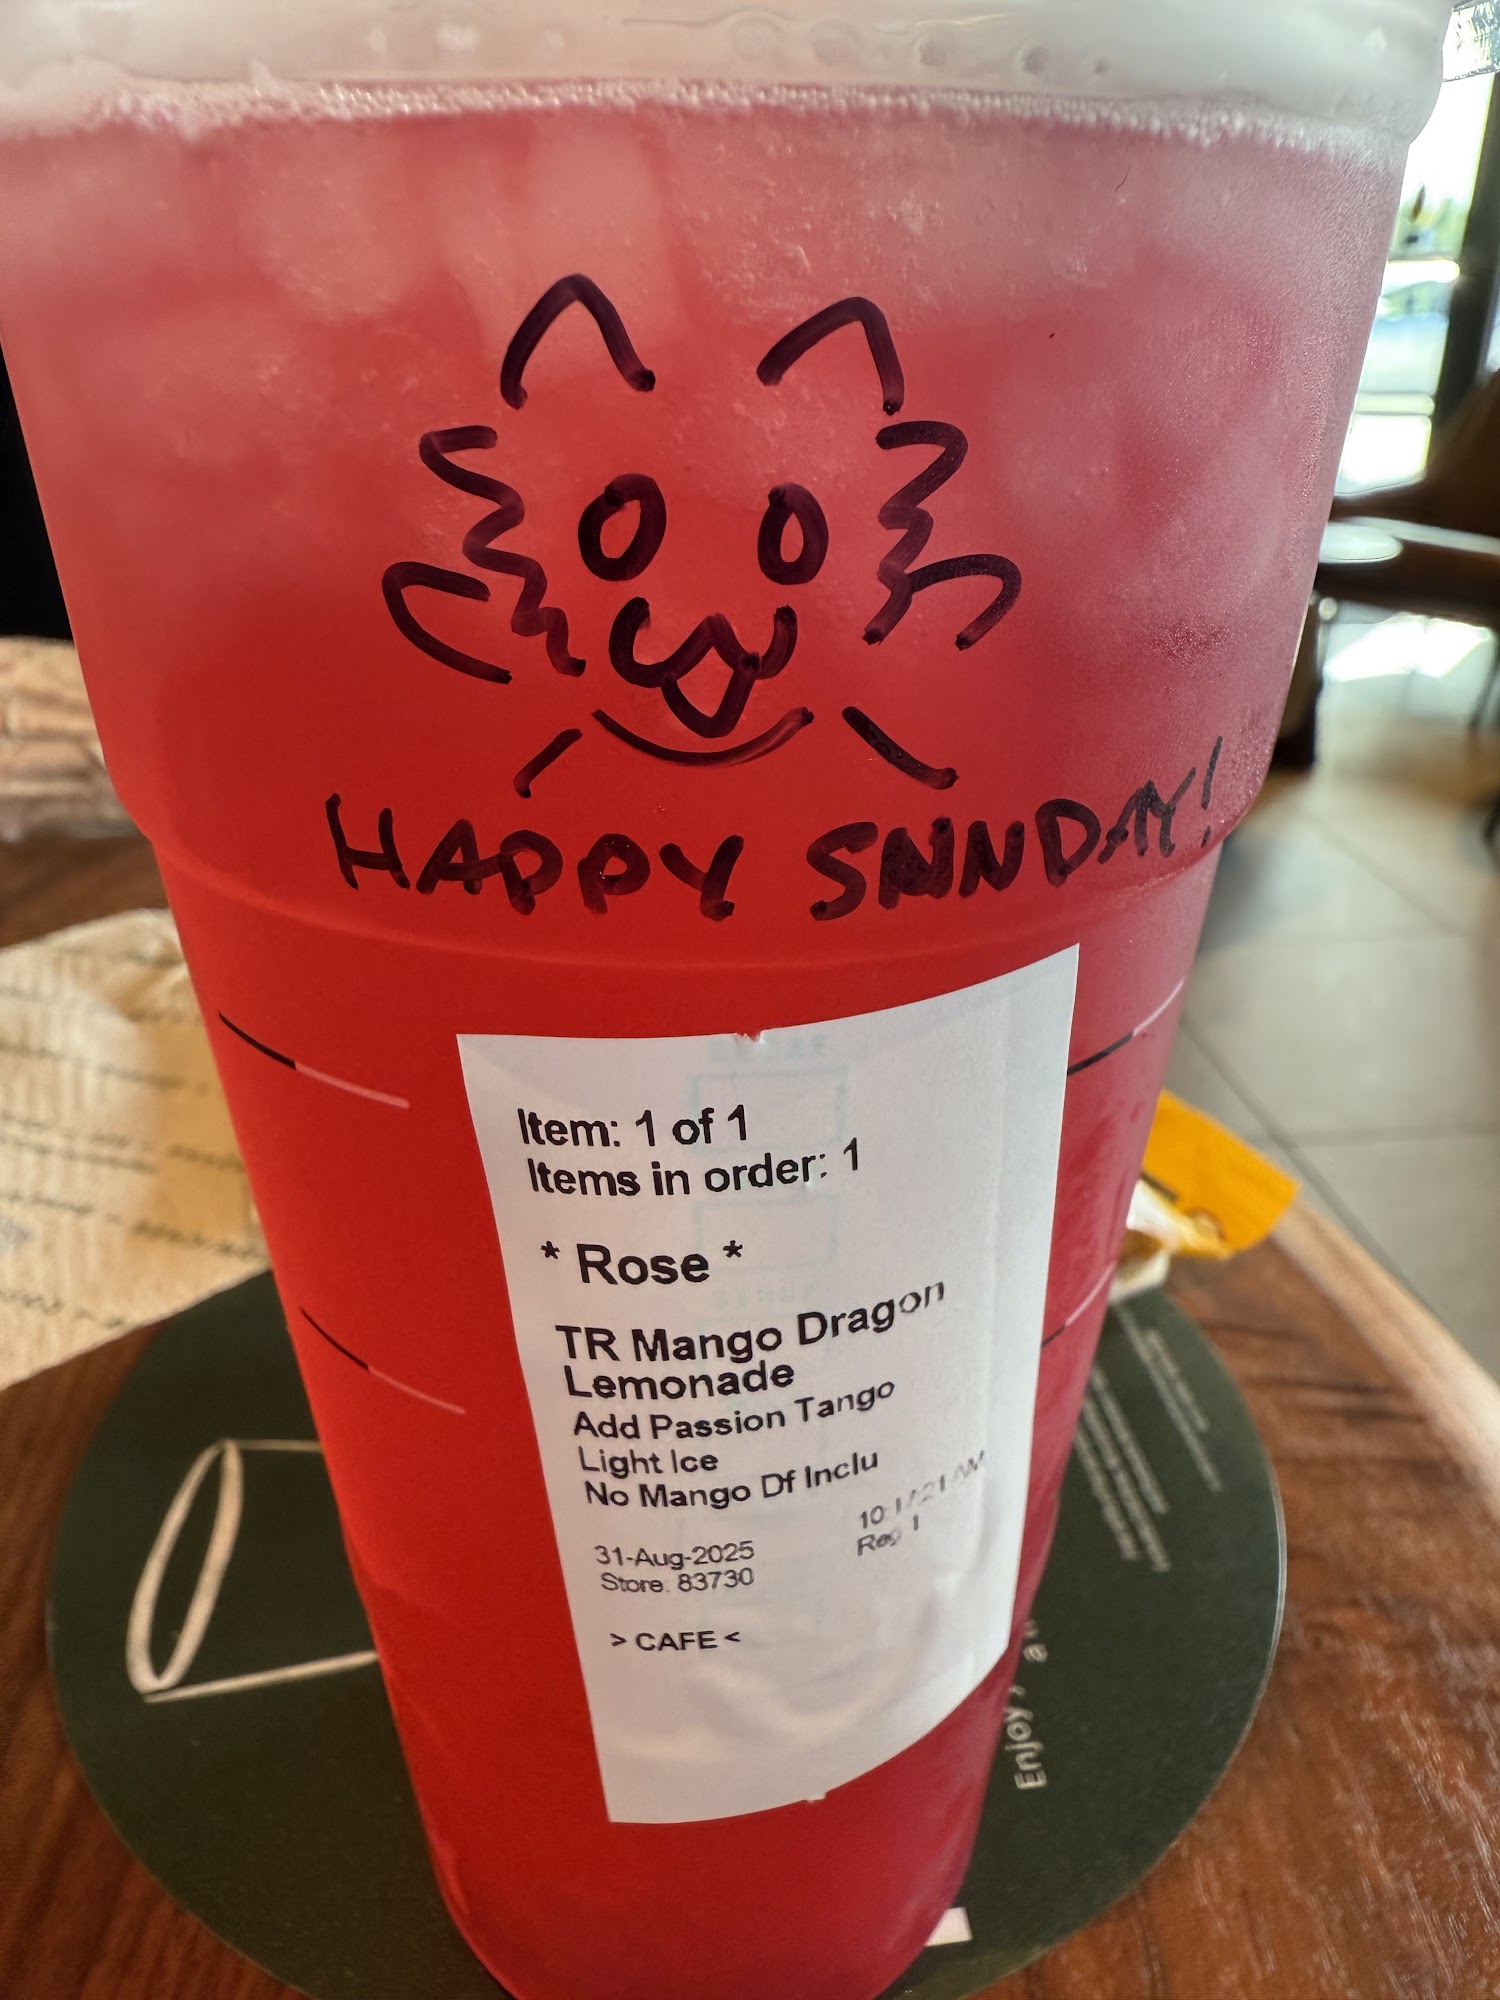 HAPPY SNNDAY!
Item: 1 of 1
Items in order: 1
* Rose *
TR Mango Dragon
Lemonade
Add Passion Tango
Light Ice
No Mango Df Inclu
31-Aug-2025
Store: 83730
Reg 1
> CAFE <
Enjoy